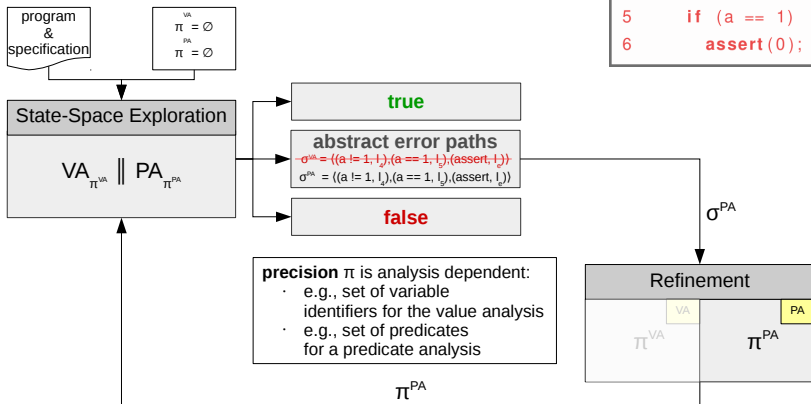 program
&
specification
π^VA = ∅
π^PA = ∅
5 if (a == 1)
6 assert(0);
State-Space Exploration
VA_π^VA ∥ PA_π^PA
true
abstract error paths
σ^VA = ⟨(a != 1, l_4),(a == 1, l_5),(assert, l_e)⟩
σ^PA = ⟨(a != 1, l_4),(a == 1, l_5),(assert, l_e)⟩
false
σ^PA
precision π is analysis dependent:
· e.g., set of variable
identifiers for the value analysis
· e.g., set of predicates
for a predicate analysis
Refinement
VA
PA
π^VA
π^PA
π^PA